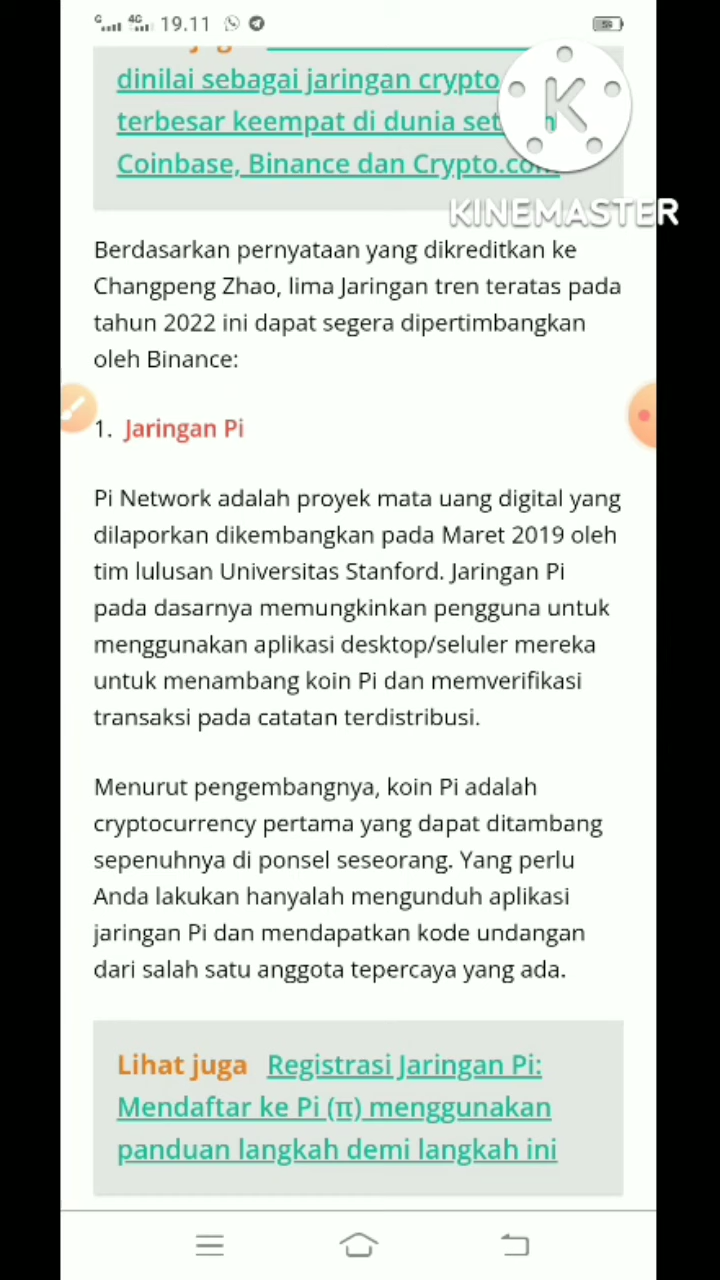 G 4G 19.11
juga
dinilai sebagai jaringan crypto
terbesar keempat di dunia
Coinbase, Binance dan Crypto.com
K
KINEMASTER
Berdasarkan pernyataan yang dikreditkan ke
Changpeng Zhao, lima Jaringan tren teratas pada
tahun 2022 ini dapat segera dipertimbangkan
oleh Binance:
1. Jaringan Pi
Pi Network adalah proyek mata uang digital yang
dilaporkan dikembangkan pada Maret 2019 oleh
tim lulusan Universitas Stanford. Jaringan Pi
pada dasarnya memungkinkan pengguna untuk
menggunakan aplikasi desktop/seluler mereka
untuk menambang koin Pi dan memverifikasi
transaksi pada catatan terdistribusi.
Menurut pengembangnya, koin Pi adalah
cryptocurrency pertama yang dapat ditambang
sepenuhnya di ponsel seseorang. Yang perlu
Anda lakukan hanyalah mengunduh aplikasi
jaringan Pi dan mendapatkan kode undangan
dari salah satu anggota tepercaya yang ada.
Lihat juga Registrasi Jaringan Pi:
Mendaftar ke Pi (π) menggunakan
panduan langkah demi langkah ini